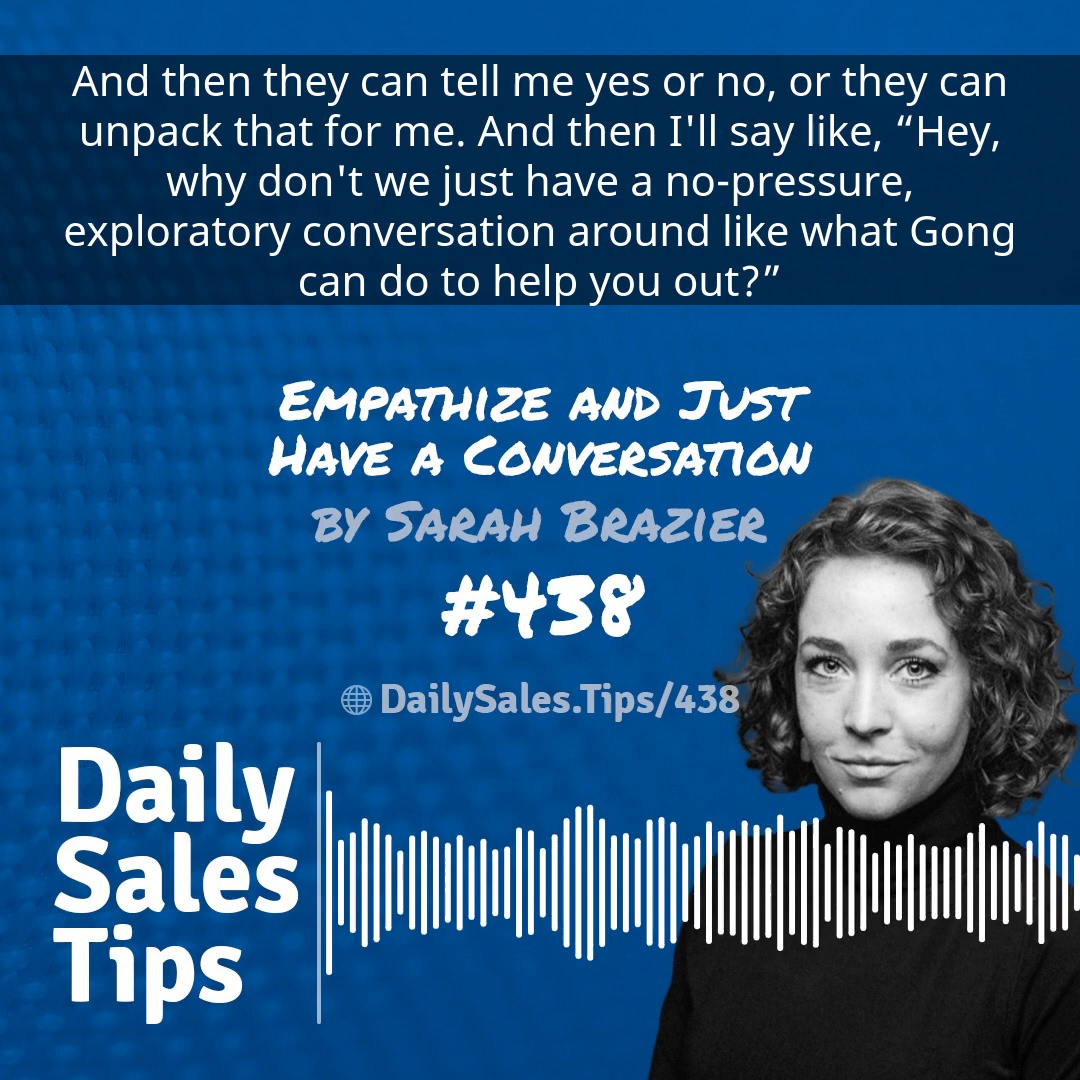 And then they can tell me yes or no, or they can
unpack that for me. And then I'll say like, “Hey,
why don't we just have a no-pressure,
exploratory conversation around like what Gong
can do to help you out?”
Empathize and Just
Have a Conversation
by Sarah Brazier
#438
DailySales.Tips/438
Daily
Sales
Tips